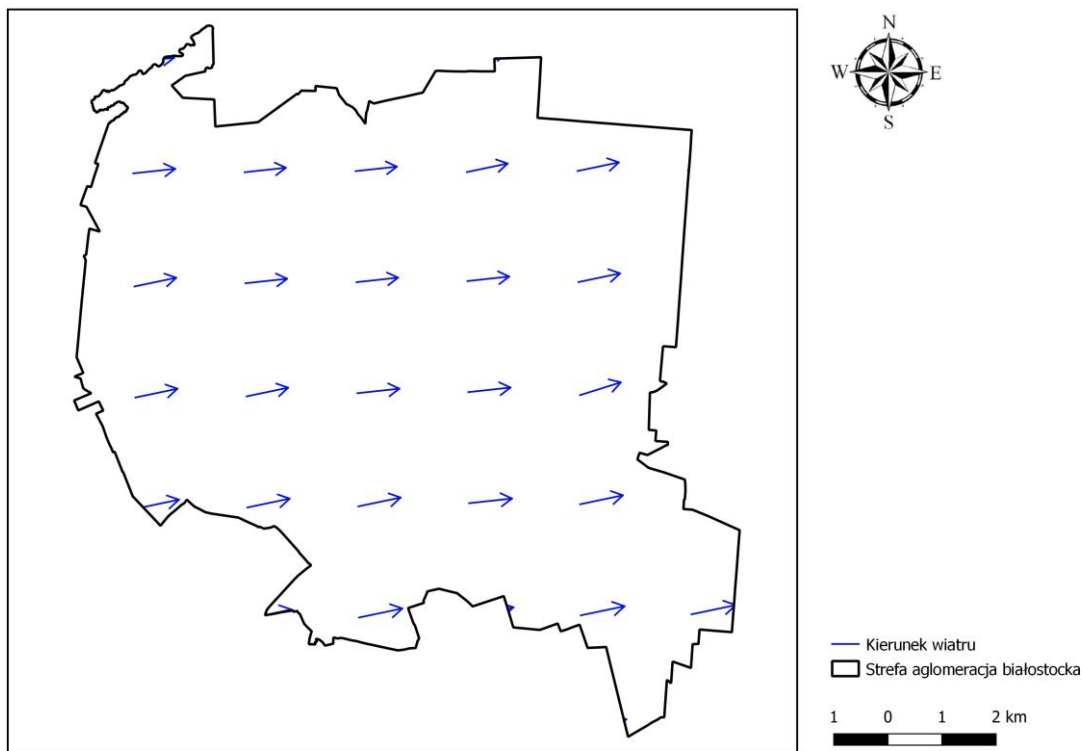 N
W E
S
Kierunek wiatru
Strefa aglomeracja białostocka
1 0 1 2 km